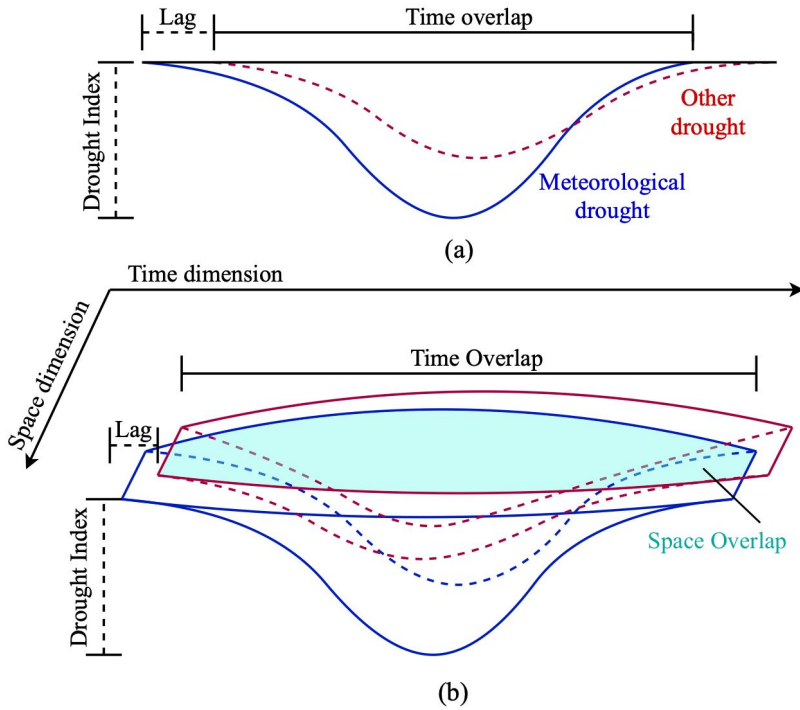 Lag
Time overlap
Drought Index
Other
drought
Meteorological
drought
(a)
Time dimension
Space dimension
Time Overlap
Lag
Space Overlap
Drought Index
(b)